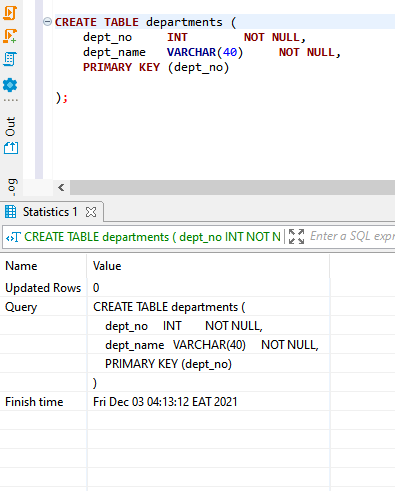 CREATE TABLE departments (
dept_no INT NOT NULL,
dept_name VARCHAR(40) NOT NULL,
PRIMARY KEY (dept_no)
);
Out
Statistics 1
CREATE TABLE departments ( dept_no INT NOT N
Enter a SQL expr
Name Value
Updated Rows 0
Query CREATE TABLE departments (
dept_no INT NOT NULL,
dept_name VARCHAR(40) NOT NULL,
PRIMARY KEY (dept_no)
)
Finish time Fri Dec 03 04:13:12 EAT 2021